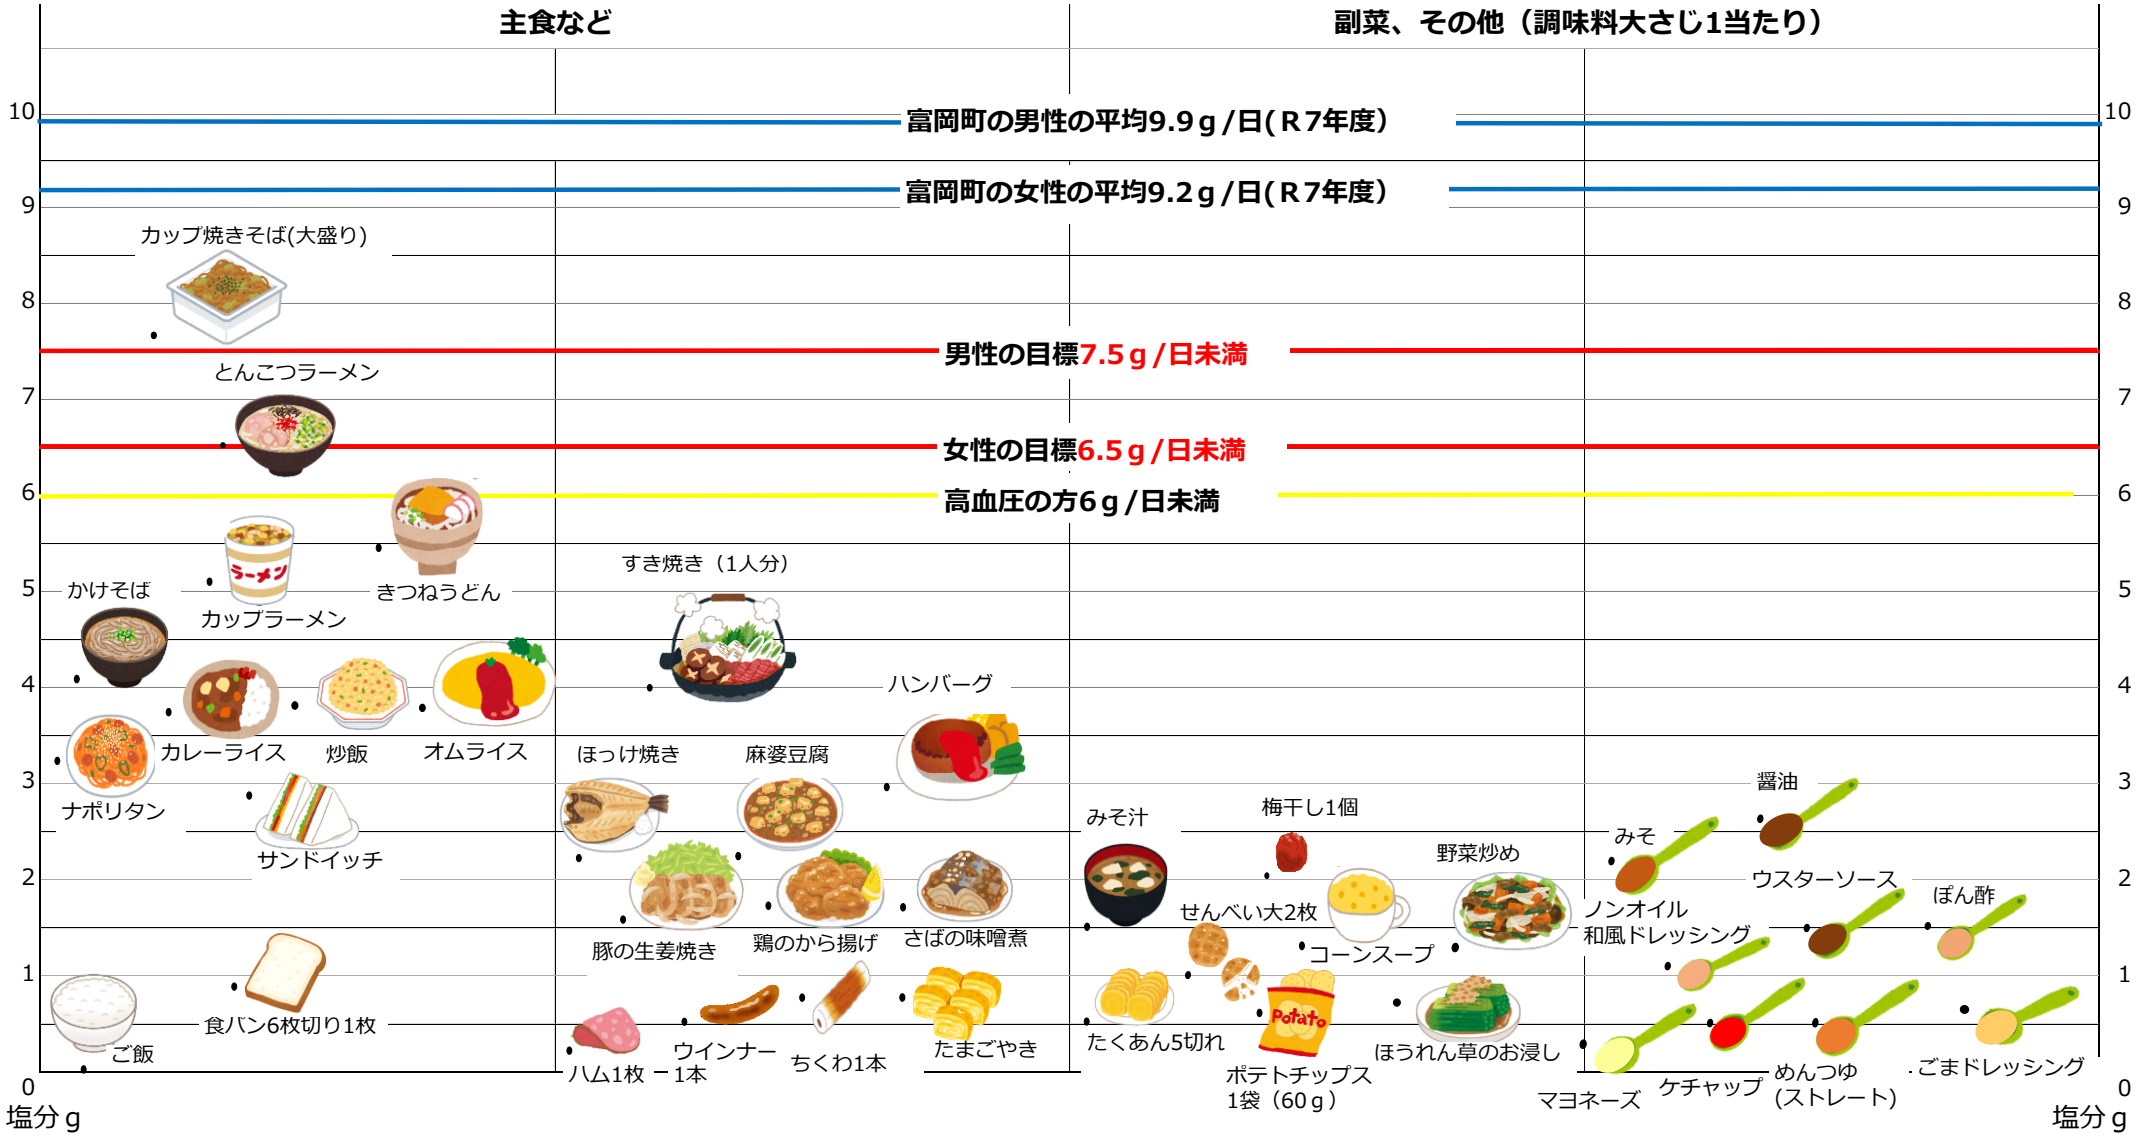 主食など
副菜、その他（調味料大さじ1当たり）
10
富岡町の男性の平均9.9ｇ/日(Ｒ7年度）
10
富岡町の女性の平均9.2ｇ/日(Ｒ7年度）
9
9
カップ焼きそば(大盛り)
8
8
男性の目標7.5ｇ/日未満
とんこつラーメン
7
7
女性の目標6.5ｇ/日未満
6
高血圧の方6ｇ/日未満
6
すき焼き（1人分）
ラーメン
5
かけそば
きつねうどん
5
カップラーメン
4
ハンバーグ
4
カレーライス
炒飯
オムライス
ほっけ焼き
麻婆豆腐
3
醤油
3
ナポリタン
みそ汁
梅干し1個
みそ
サンドイッチ
野菜炒め
2
ウスターソース
2
ぽん酢
せんべい大2枚
ノンオイル
和風ドレッシング
豚の生姜焼き
鶏のから揚げ
さばの味噌煮
コーンスープ
1
1
Potato
食パン6枚切り1枚
ご飯
ウインナー
1本
ちくわ1本
たまごやき
たくあん5切れ
ほうれん草のお浸し
ハム1枚
ポテトチップス
1袋（60ｇ）
マヨネーズ
ケチャップ
めんつゆ
(ストレート)
ごまドレッシング
0
0
塩分ｇ
塩分ｇ